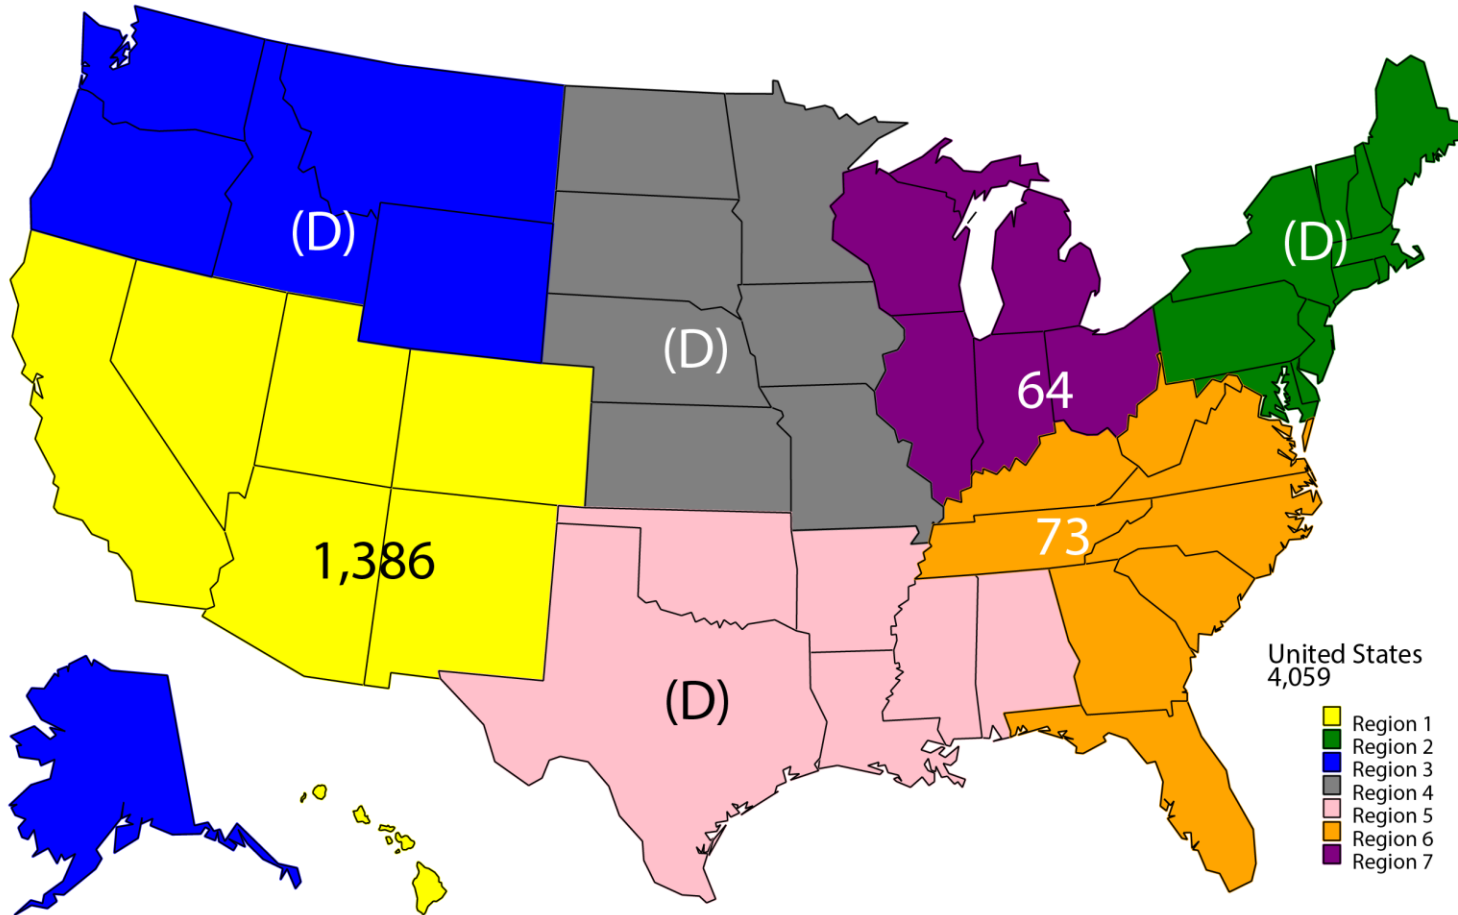 (D)
(D)
(D)
64
73
1,386
(D)
United States
4,059
Region 1
Region 2
Region 3
Region 4
Region 5
Region 6
Region 7